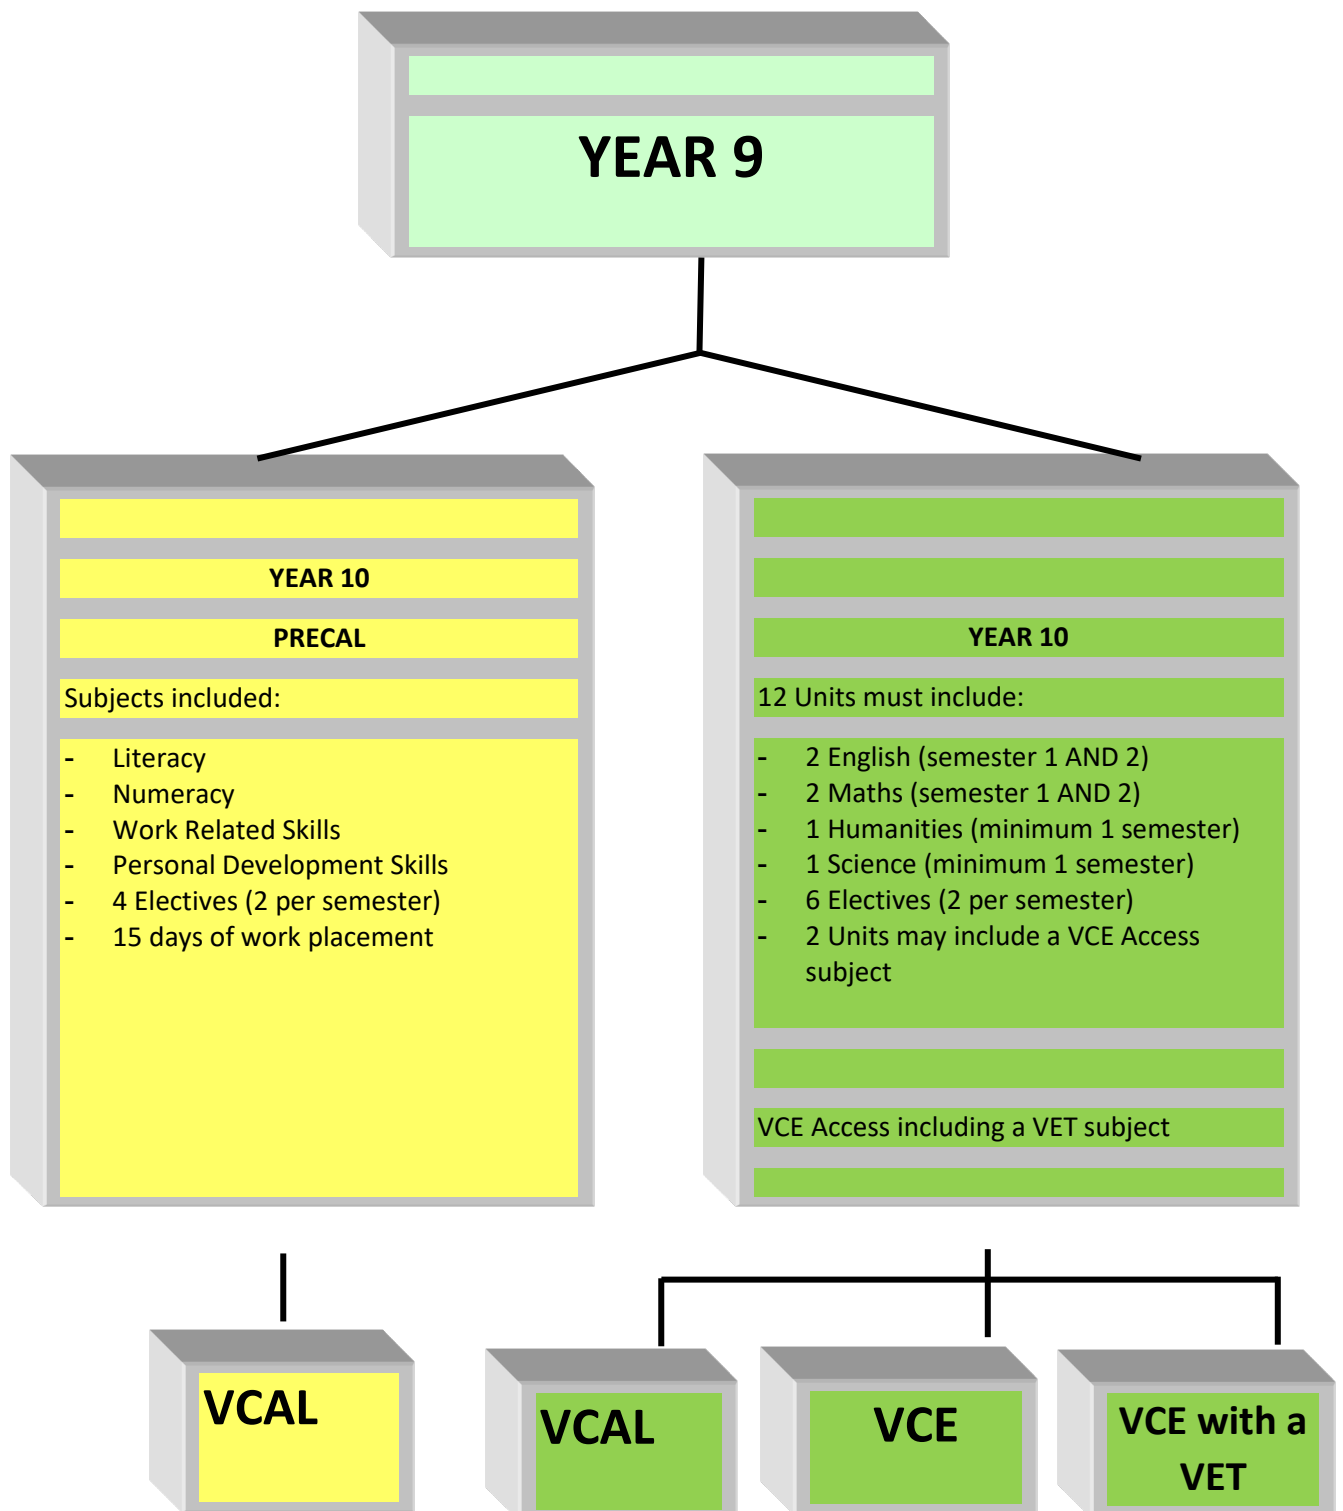 YEAR 9
YEAR 10
PRECAL
Subjects included:
- Literacy
- Numeracy
- Work Related Skills
- Personal Development Skills
- 4 Electives (2 per semester)
- 15 days of work placement
YEAR 10
12 Units must include:
- 2 English (semester 1 AND 2)
- 2 Maths (semester 1 AND 2)
- 1 Humanities (minimum 1 semester)
- 1 Science (minimum 1 semester)
- 6 Electives (2 per semester)
- 2 Units may include a VCE Access
subject
VCE Access including a VET subject
VCAL
VCAL
VCE
VCE with a
VET